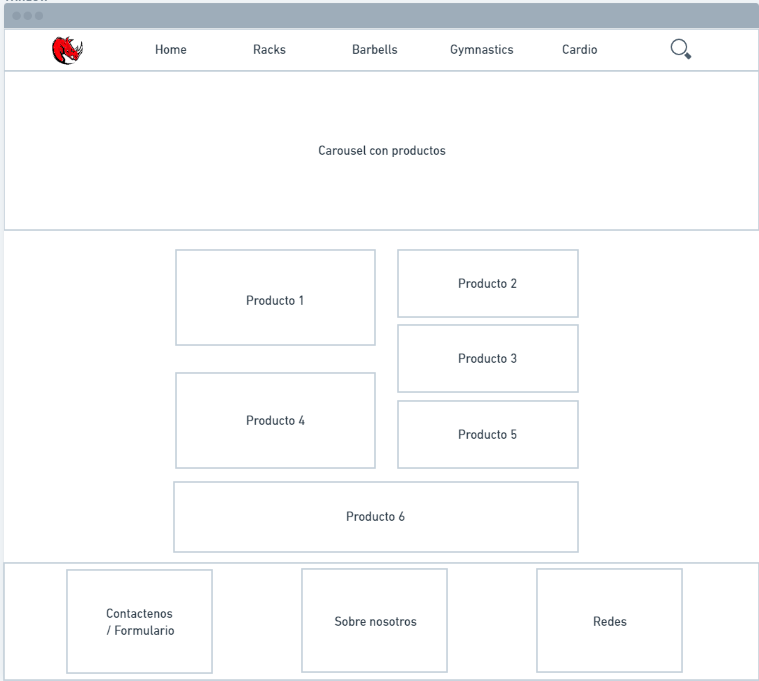 Home
Racks
Barbells
Gymnastics
Cardio
Carousel con productos
Producto 1
Producto 2
Producto 3
Producto 4
Producto 5
Producto 6
Contactenos
/ Formulario
Sobre nosotros
Redes